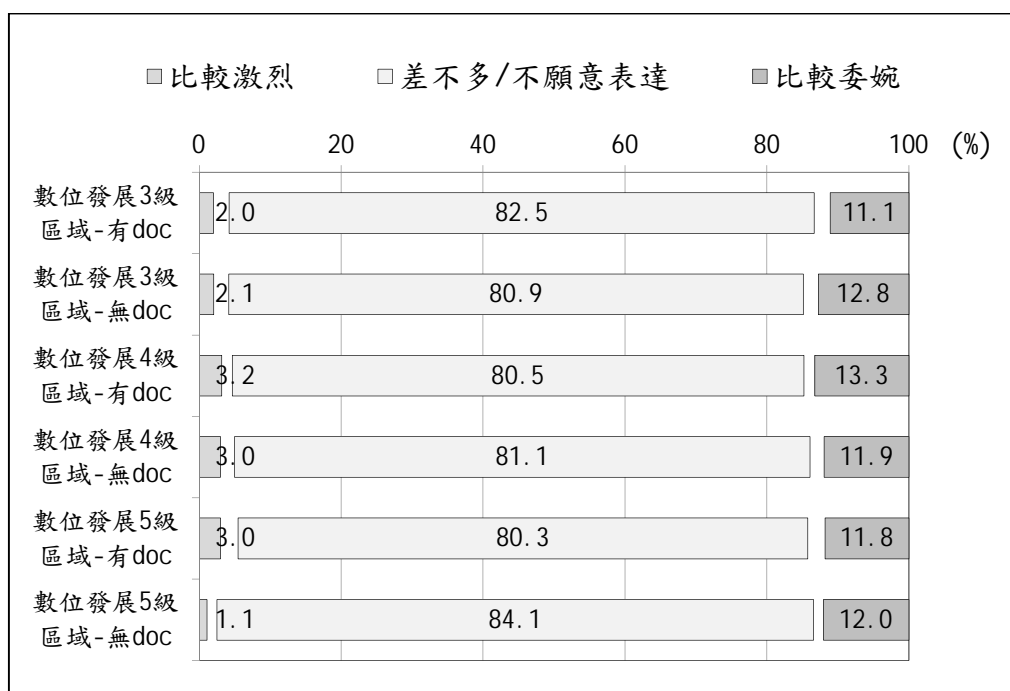 比較激烈 差不多/不願意表達 比較委婉
0 20 40 60 80 100 (%)
數位發展3級
區域-有doc
2.0 82.5 11.1
數位發展3級
區域-無doc
2.1 80.9 12.8
數位發展4級
區域-有doc
3.2 80.5 13.3
數位發展4級
區域-無doc
3.0 81.1 11.9
數位發展5級
區域-有doc
3.0 80.3 11.8
數位發展5級
區域-無doc
1.1 84.1 12.0